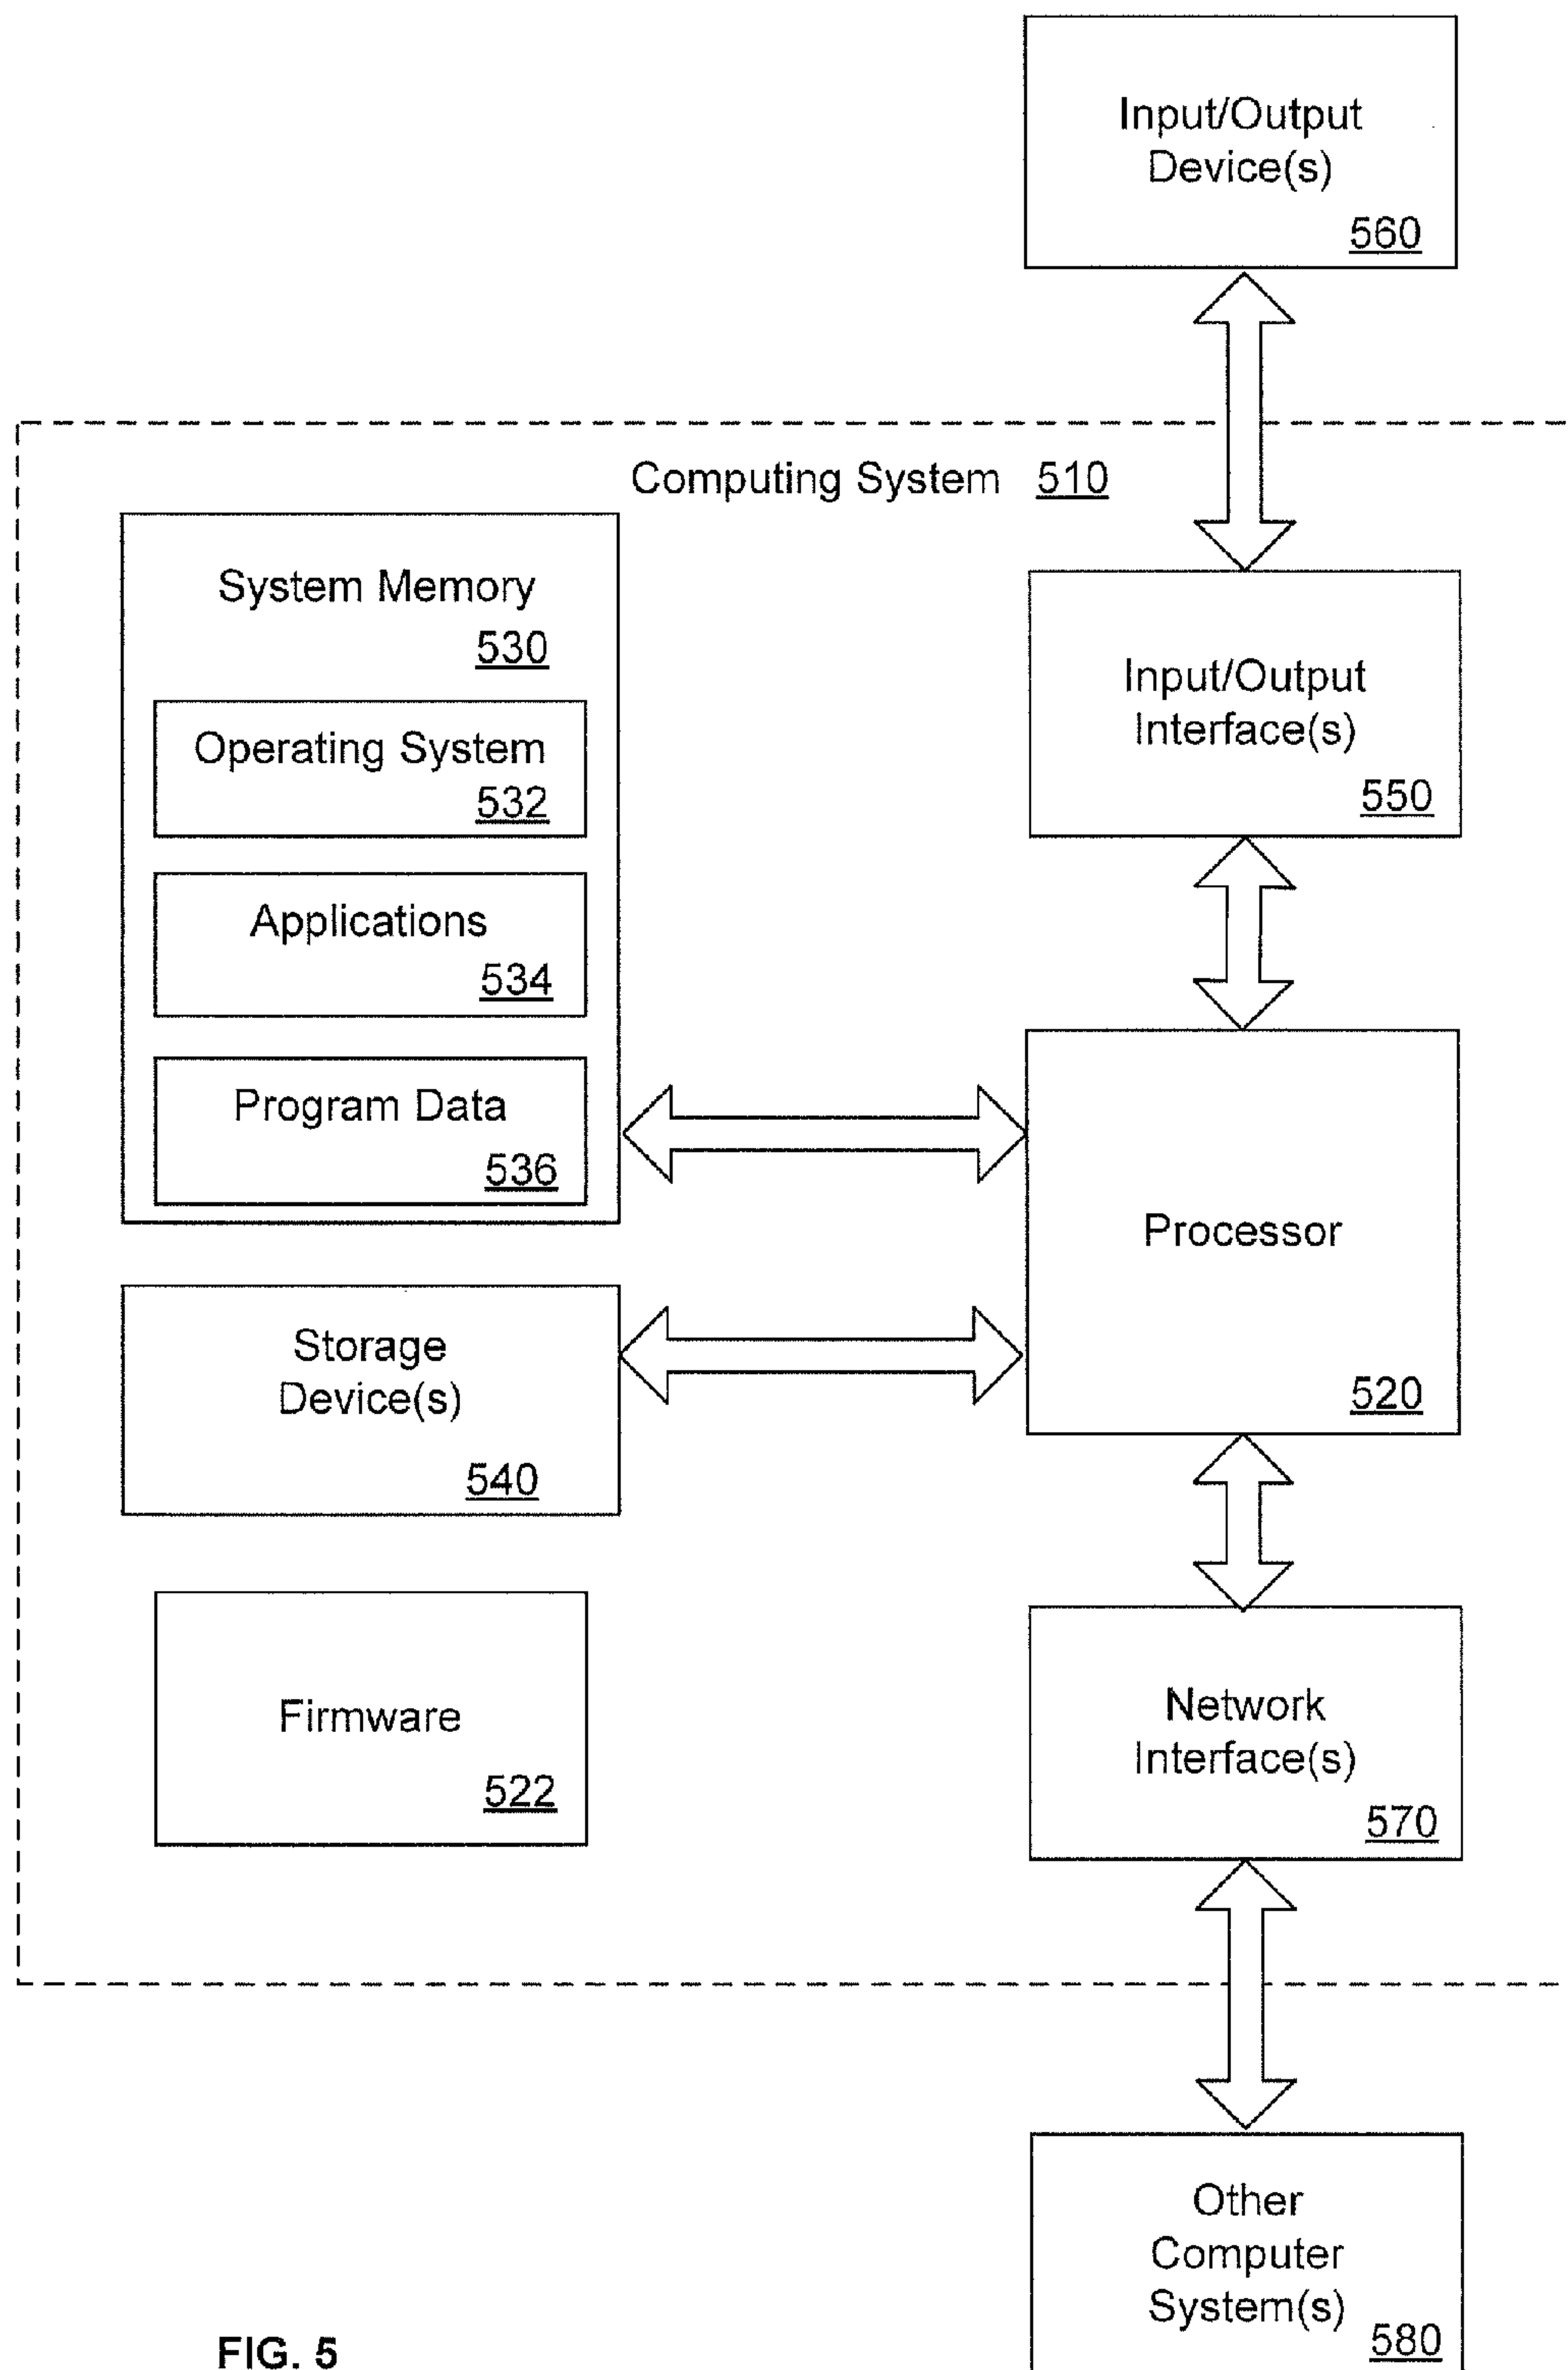 Input/Output
Device(s)
560
Computing System 510
System Memory
530
Operating System
532
Applications
534
Program Data
536
Storage
Device(s)
540
Firmware
522
Input/Output
Interface(s)
550
Processor
520
Network
Interface(s)
570
Other
Computer
System(s)
580
FIG. 5